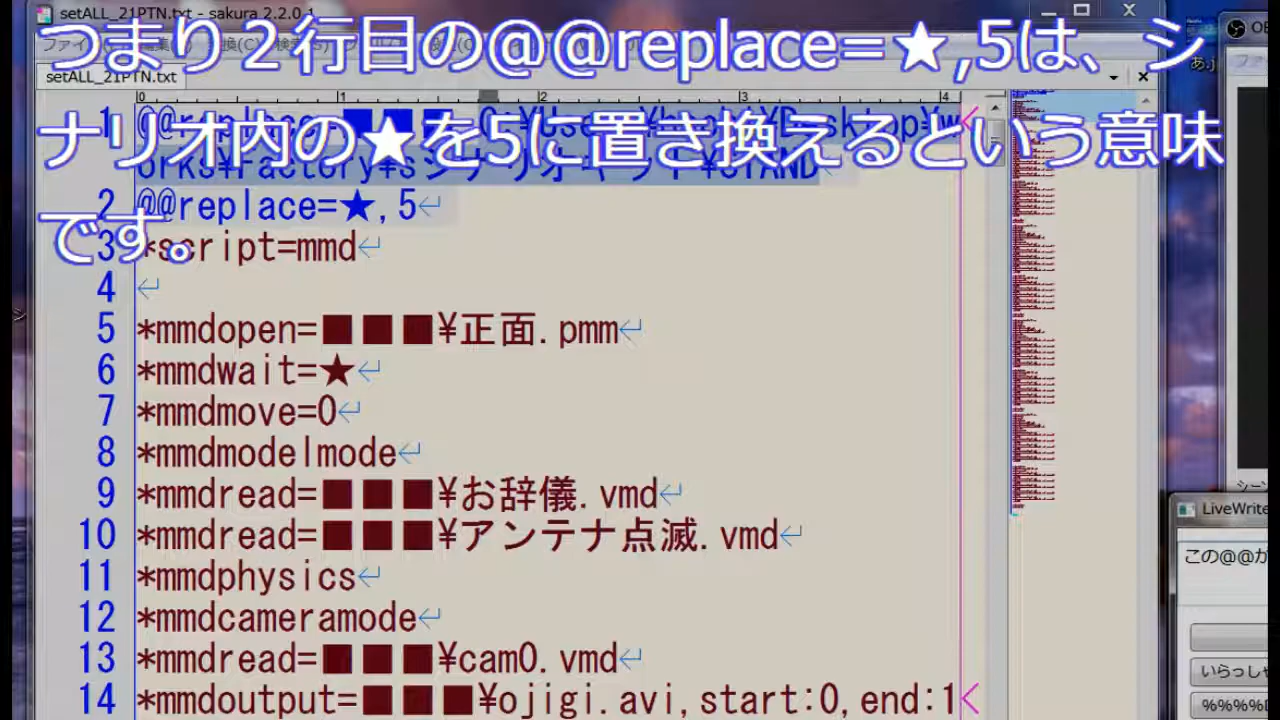 setALL_21PTN.txt - sakura 2.2.0.1
つまり２行目の@@replace=★,5は、シ
ナリオ内の★を5に置き換えるという意味
です。
setALL_21PTN.txt
2 @@replace=★,5
3 *script=mmd
4
5 *mmdopen=■■■¥正面.pmm
6 *mmdwait=★
7 *mmdmove=0
8 *mmdmodelmode
9 *mmdread=■■■¥お辞儀.vmd
10 *mmdread=■■■¥アンテナ点滅.vmd
11 *mmdphysics
12 *mmdcameramode
13 *mmdread=■■■¥cam0.vmd
14 *mmdoutput=■■■¥ojigi.avi,start:0,end:1
LiveWrite
この@@が
いらっしゃ